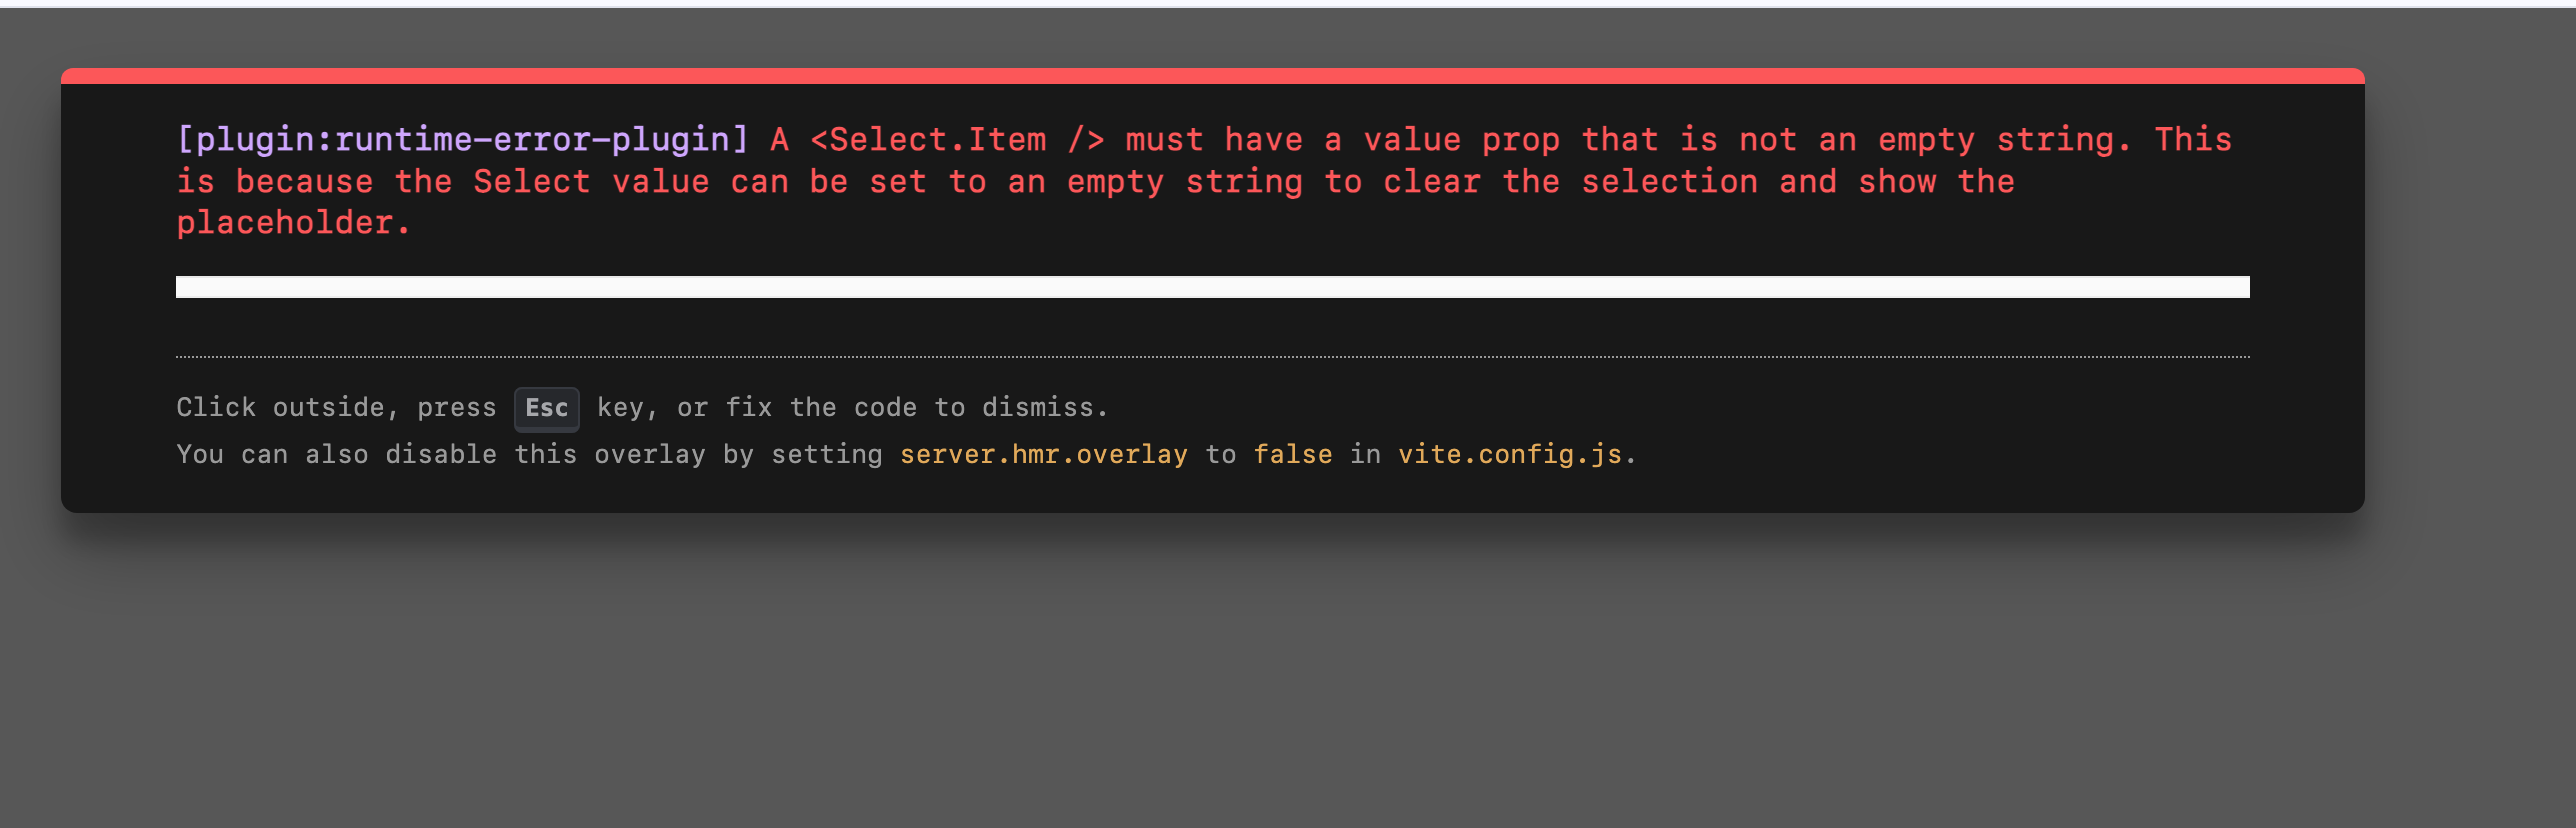 [plugin:runtime-error-plugin] A <Select.Item /> must have a value prop that is not an empty string. This
is because the Select value can be set to an empty string to clear the selection and show the
placeholder.
Click outside, press Esc key, or fix the code to dismiss.
You can also disable this overlay by setting server.hmr.overlay to false in vite.config.js.